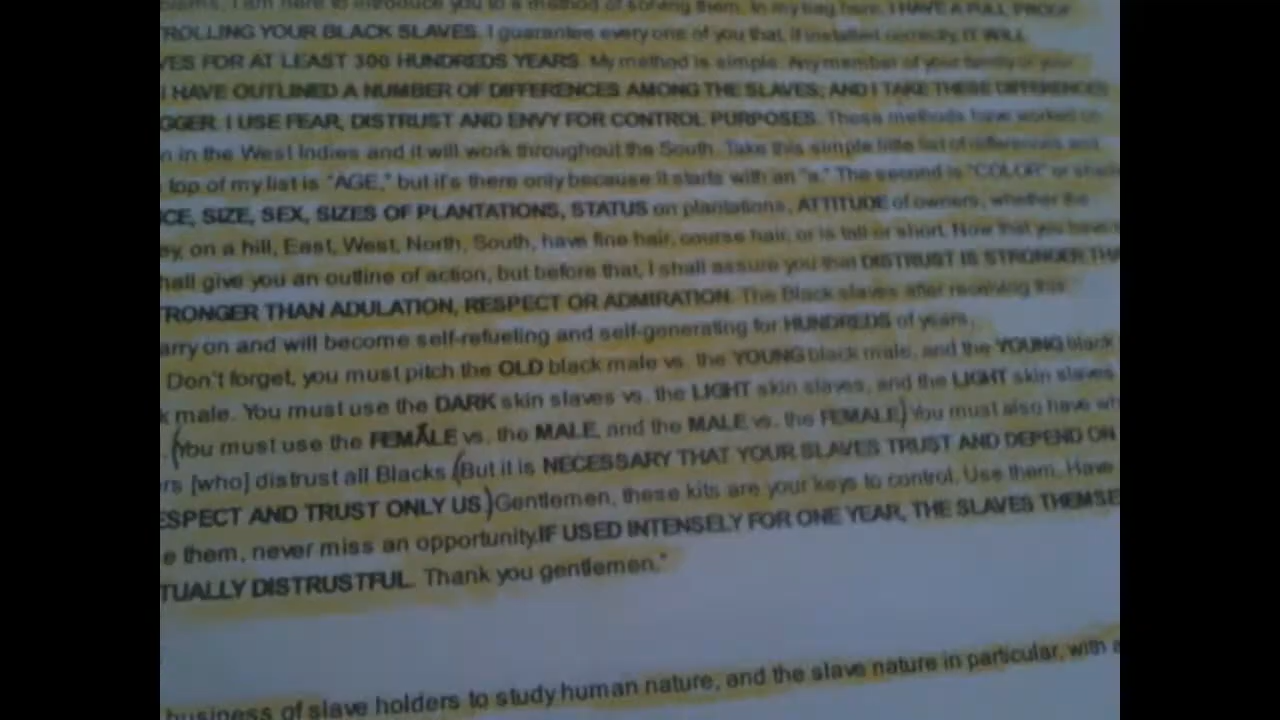 blems, I am here to introduce you to a method of solving them. In my bag here, I HAVE A FULL PROOF
TROLLING YOUR BLACK SLAVES. I guarantee every one of you that, if installed correctly, IT WILL
VES FOR AT LEAST 300 HUNDREDS YEARS. My method is simple. Any member of your family or your
I HAVE OUTLINED A NUMBER OF DIFFERENCES AMONG THE SLAVES; AND I TAKE THESE DIFFERENCES
GGER. I USE FEAR, DISTRUST AND ENVY FOR CONTROL PURPOSES. These methods have worked on
n in the West Indies and it will work throughout the South. Take this simple little list of differences and
top of my list is "AGE," but it's there only because it starts with an "a." The second is "COLOR" or shade
CE, SIZE, SEX, SIZES OF PLANTATIONS, STATUS on plantations, ATTITUDE of owners, whether the
ey, on a hill, East, West, North, South, have fine hair, course hair, or is tall or short. Now that you have a
hall give you an outline of action, but before that, I shall assure you that DISTRUST IS STRONGER THA
TRONGER THAN ADULATION, RESPECT OR ADMIRATION. The Black slaves after receiving this
arry on and will become self-refueling and self-generating for HUNDREDS of years,
Don't forget, you must pitch the OLD black male vs. the YOUNG black male, and the YOUNG black
k male. You must use the DARK skin slaves vs. the LIGHT skin slaves, and the LIGHT skin slaves
. (You must use the FEMALE vs. the MALE, and the MALE vs. the FEMALE) You must also have wh
rs [who] distrust all Blacks (But it is NECESSARY THAT YOUR SLAVES TRUST AND DEPEND ON
ESPECT AND TRUST ONLY US) Gentlemen, these kits are your keys to control. Use them. Have
e them, never miss an opportunity. IF USED INTENSELY FOR ONE YEAR, THE SLAVES THEMSE
TUALLY DISTRUSTFUL. Thank you gentlemen."
business of slave holders to study human nature, and the slave nature in particular, with a